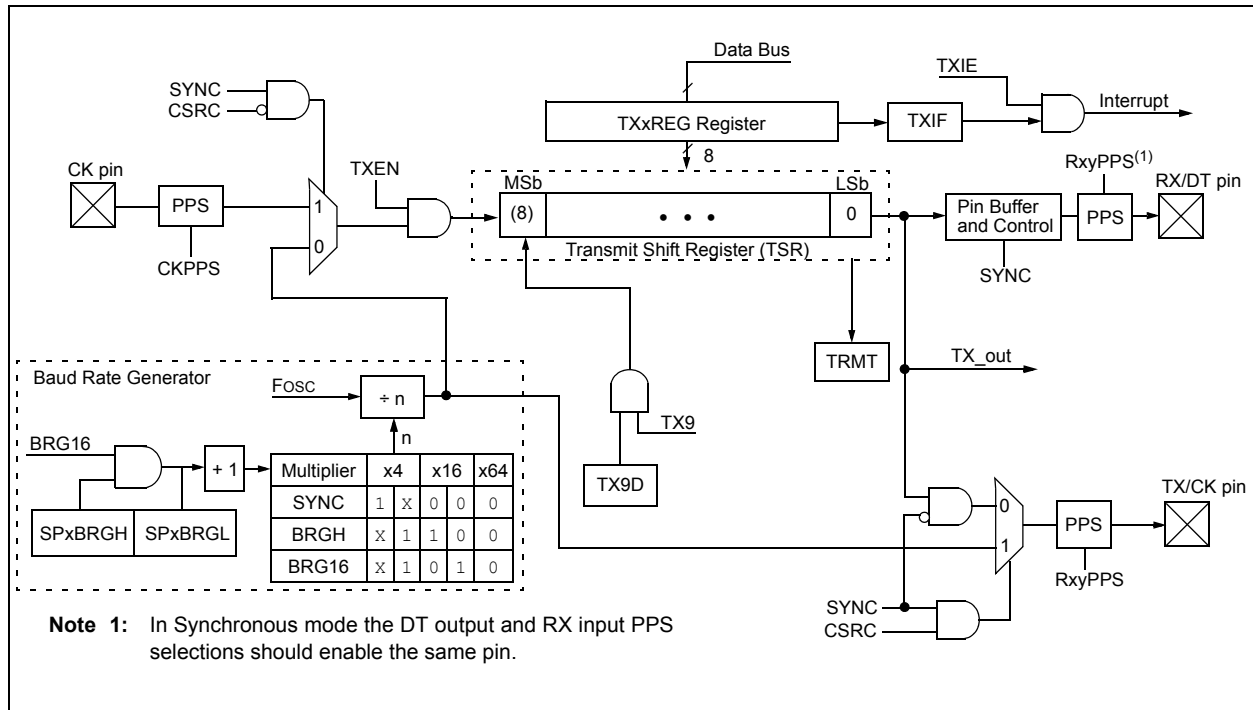 Data Bus
TXIE
SYNC
CSRC
Interrupt
TXxREG Register
TXIF
8
CK pin
TXEN
RxyPPS(1)
MSb
LSb
RX/DT pin
PPS
1
(8)
• • •
0
Pin Buffer
and Control
PPS
0
Transmit Shift Register (TSR)
CKPPS
SYNC
TRMT
TX_out
Baud Rate Generator
FOSC
÷ n
TX9
n
BRG16
+ 1
Multiplier x4 x16 x64
TX9D
SYNC 1 X 0 0 0
BRGH X 1 1 0 0
BRG16 X 1 0 1 0
SPxBRGH SPxBRGL
TX/CK pin
0
PPS
1
RxyPPS
SYNC
CSRC
Note 1: In Synchronous mode the DT output and RX input PPS
selections should enable the same pin.